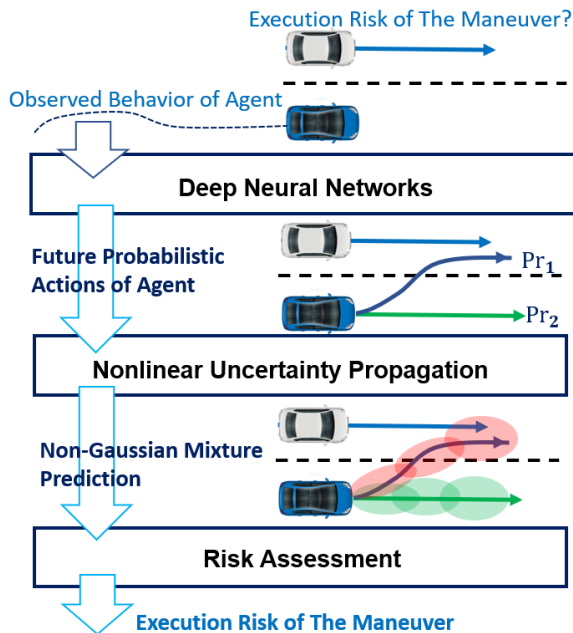 Execution Risk of The Maneuver?
Observed Behavior of Agent
Deep Neural Networks
Future Probabilistic
Actions of Agent
Pr₁
Pr₂
Nonlinear Uncertainty Propagation
Non-Gaussian Mixture
Prediction
Risk Assessment
Execution Risk of The Maneuver